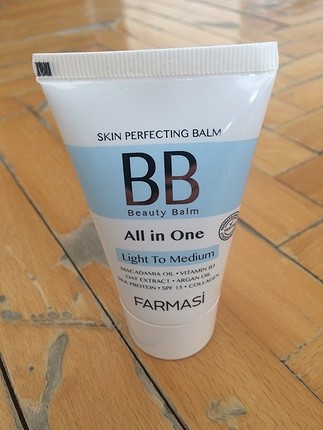 SKIN PERFECTING BALM
BB
Beauty Balm
All in One
Light To Medium
MACADAMIA OIL • VITAMIN B3
OAT EXTRACT • ARGAN OIL
PROTEIN • SPF 15 • COLLAGEN
FARMASi